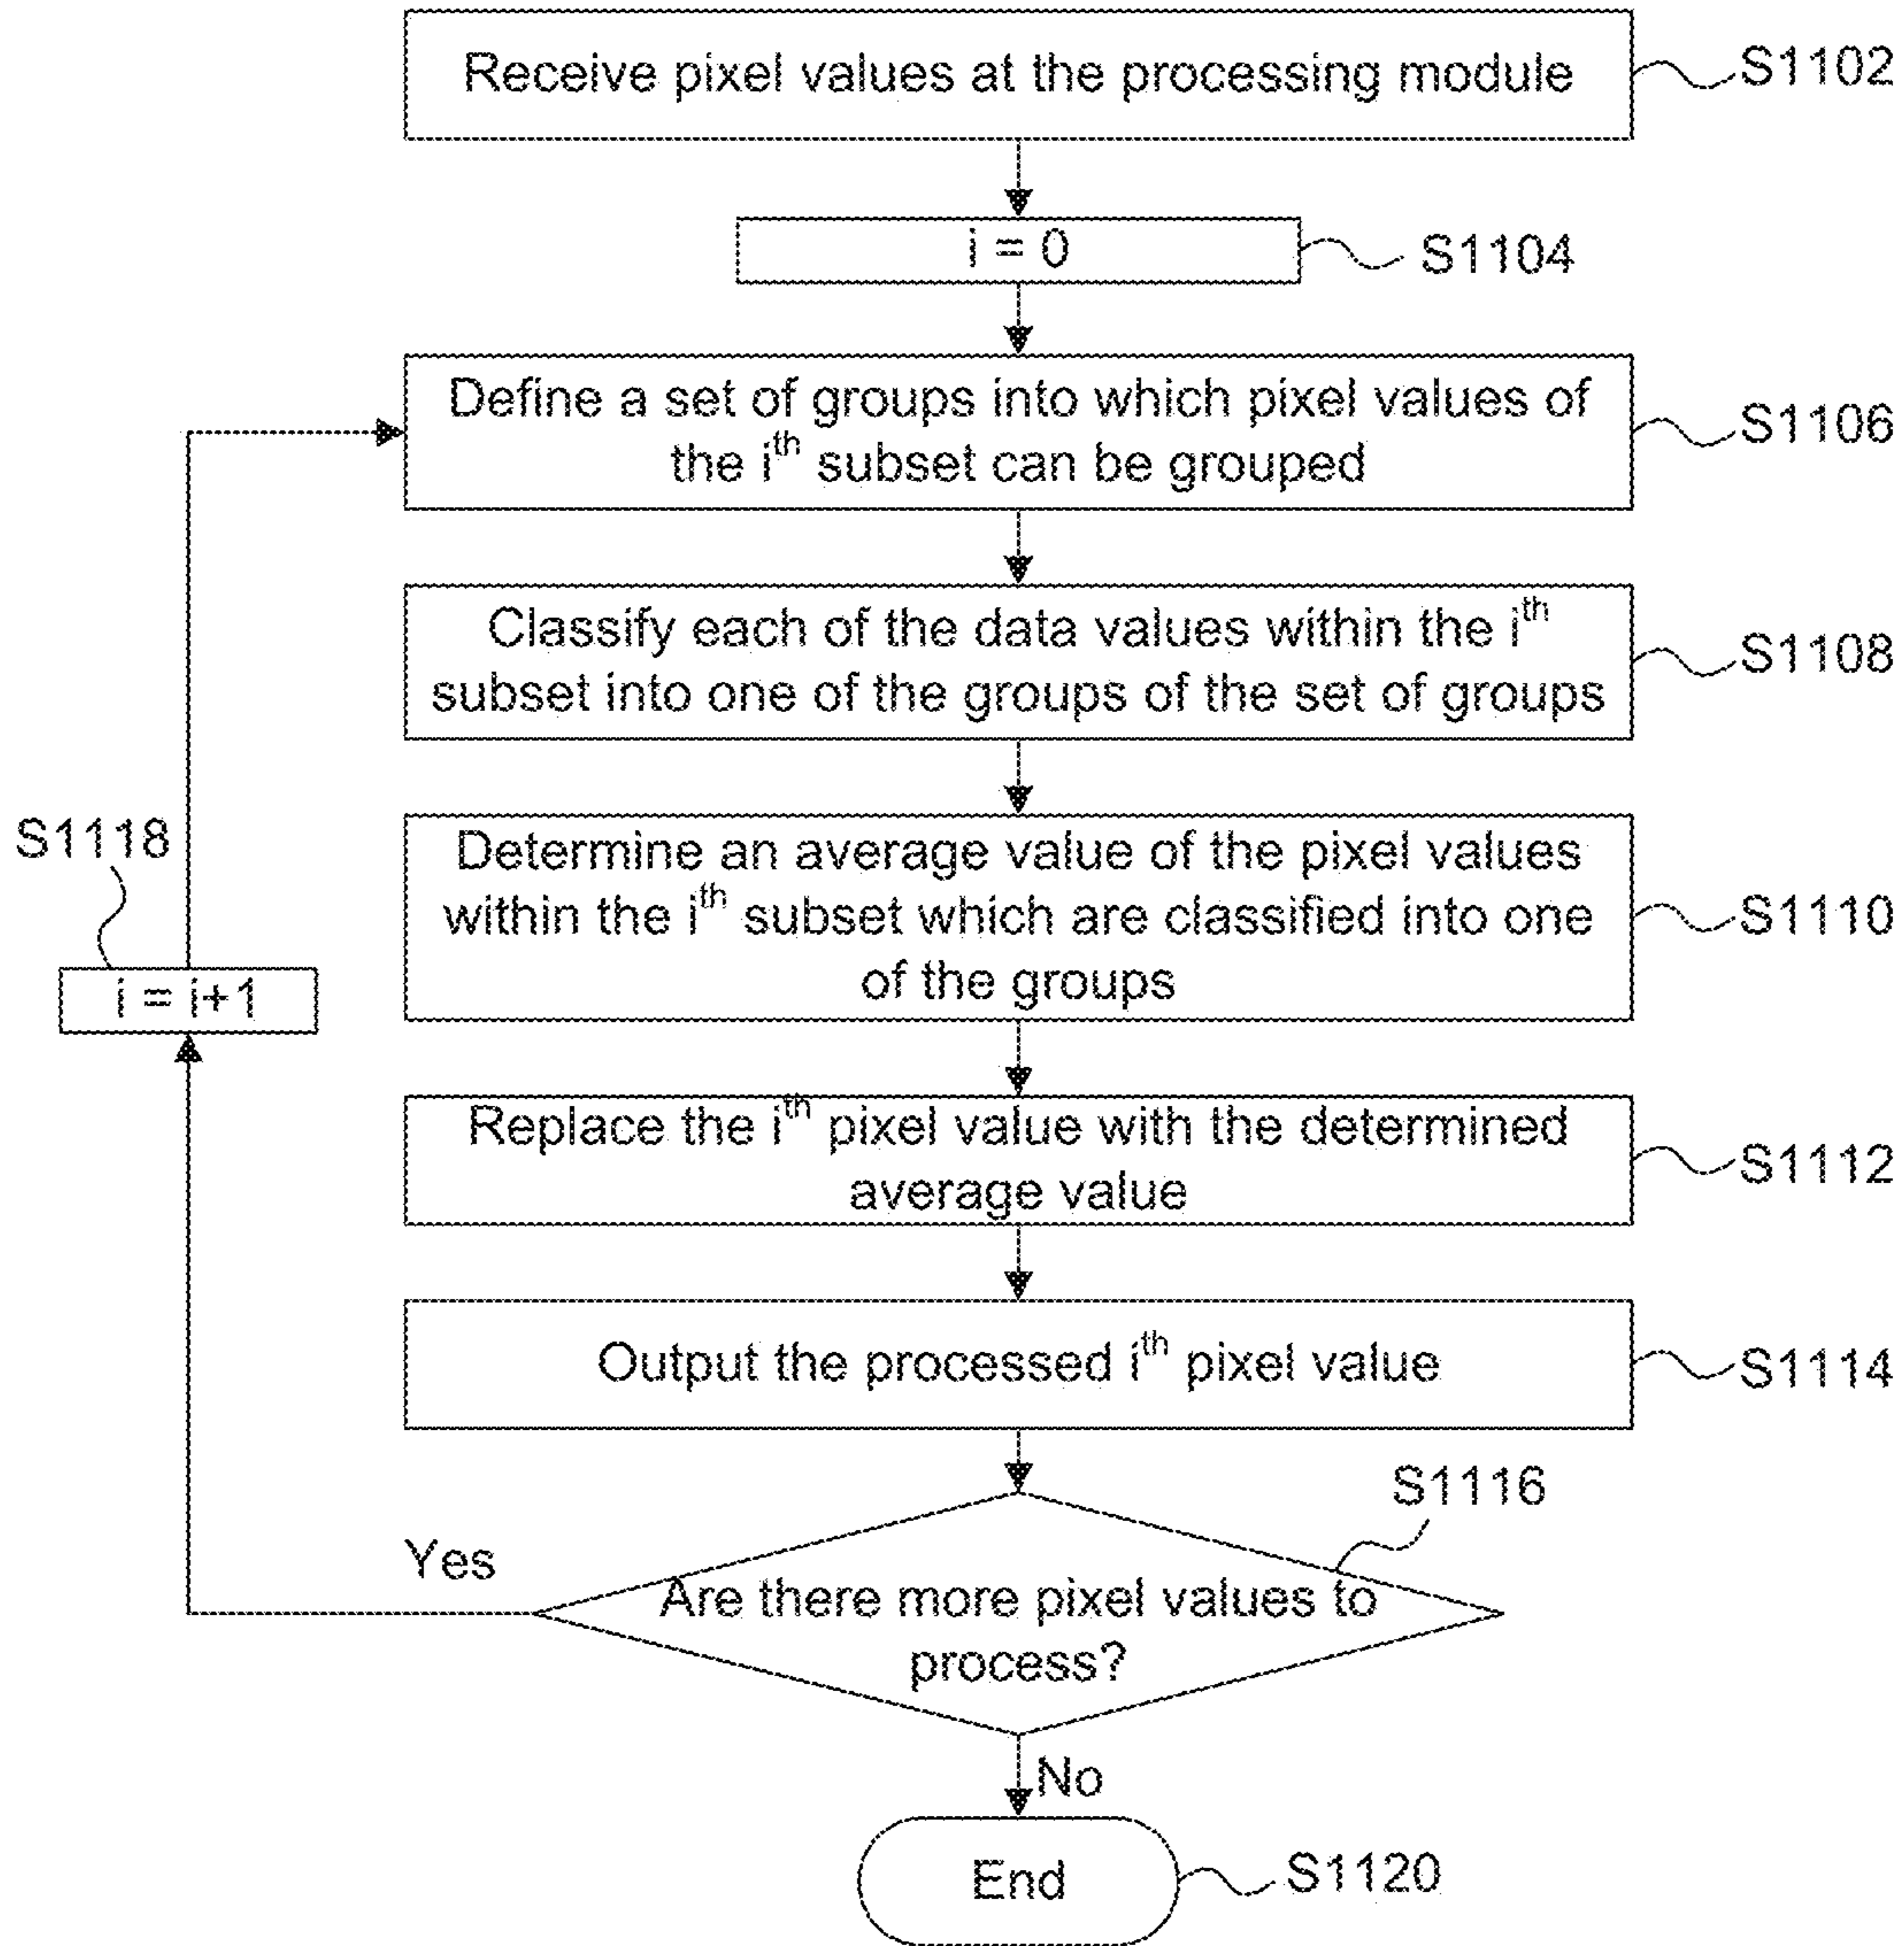 Receive pixel values at the processing module
S1102
i = 0
S1104
Define a set of groups into which pixel values of
the ith subset can be grouped
S1106
Classify each of the data values within the ith
subset into one of the groups of the set of groups
S1108
Determine an average value of the pixel values
within the ith subset which are classified into one
of the groups
S1110
S1118
i = i+1
Replace the ith pixel value with the determined
average value
S1112
Output the processed ith pixel value
S1114
S1116
Yes
Are there more pixel values to
process?
No
End
S1120